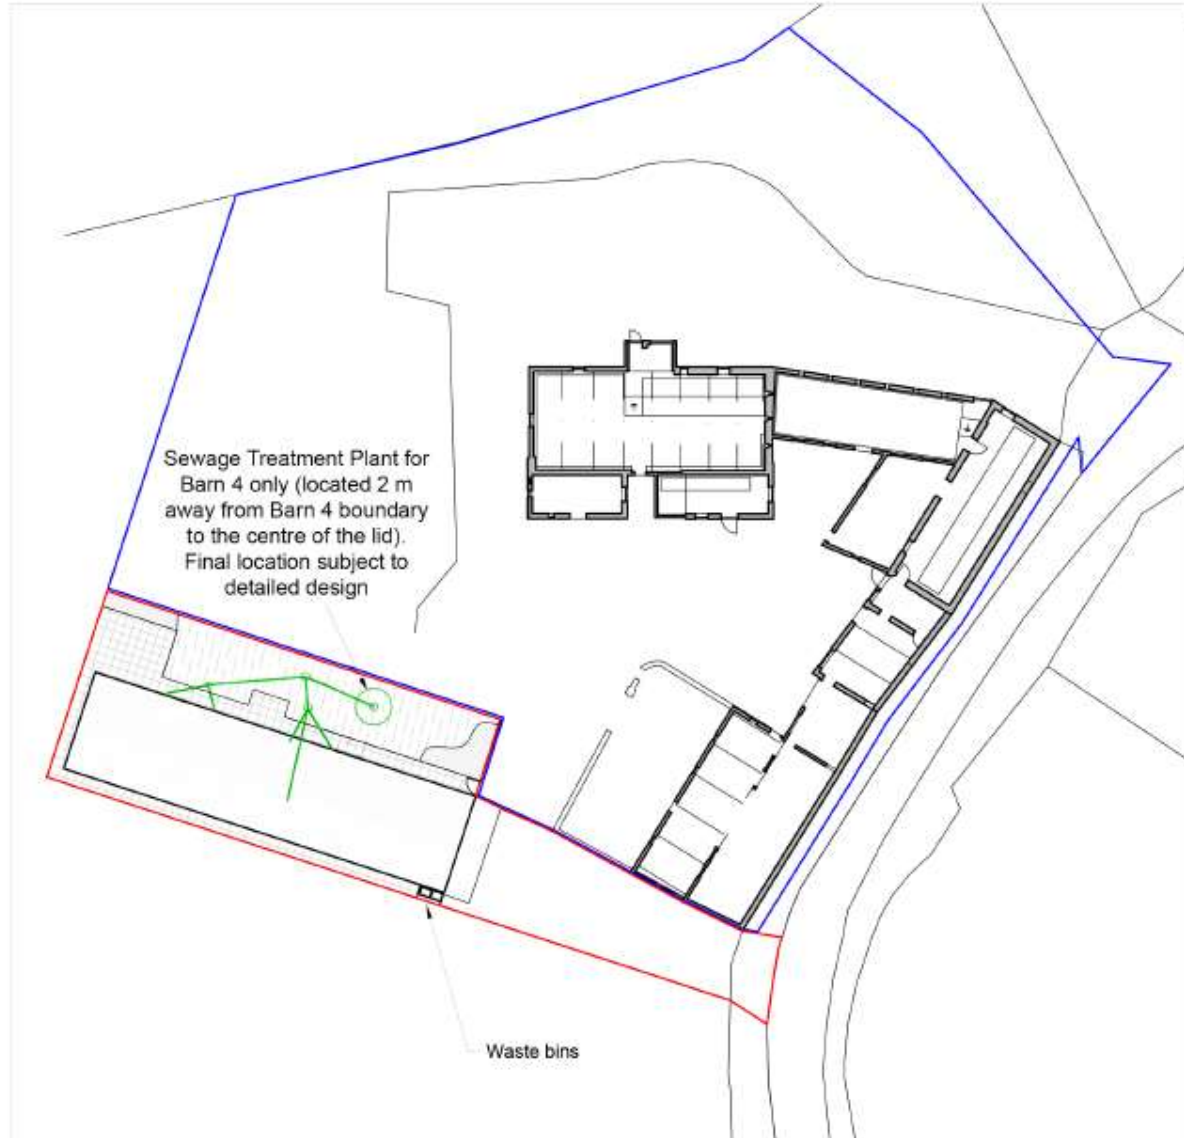 Sewage Treatment Plant for
Barn 4 only (located 2 m
away from Barn 4 boundary
to the centre of the lid).
Final location subject to
detailed design
Waste bins